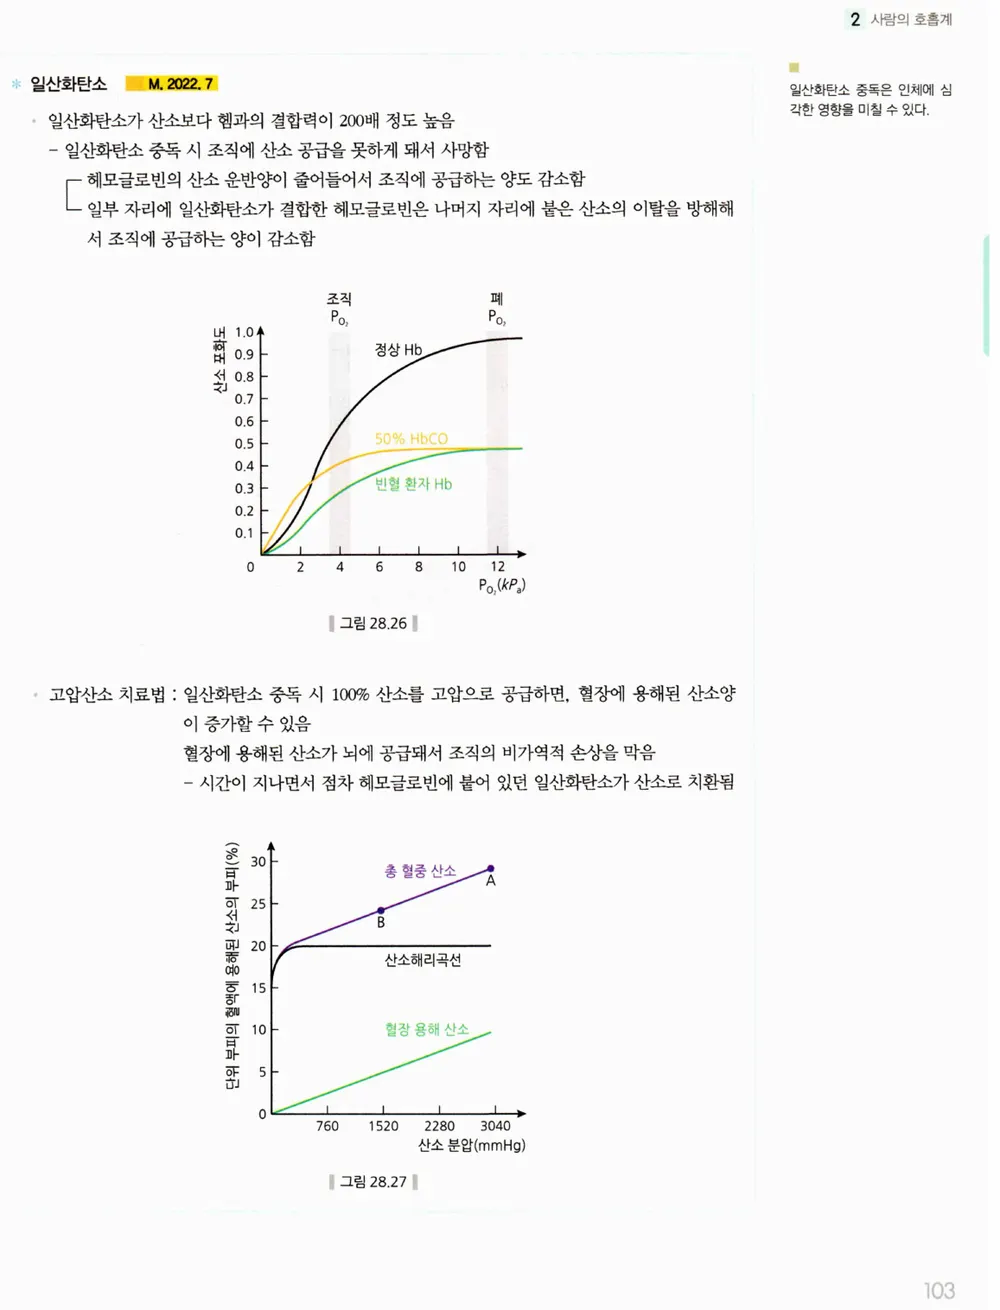 2 사람의 호흡계
* 일산화탄소 M. 2022. 7
일산화탄소 중독은 인체에 심
각한 영향을 미칠 수 있다.
• 일산화탄소가 산소보다 헴과의 결합력이 200배 정도 높음
– 일산화탄소 중독 시 조직에 산소 공급을 못하게 돼서 사망함
헤모글로빈의 산소 운반양이 줄어들어서 조직에 공급하는 양도 감소함
일부 자리에 일산화탄소가 결합한 헤모글로빈은 나머지 자리에 붙은 산소의 이탈을 방해해
서 조직에 공급하는 양이 감소함
조직 폐
PO₂ PO₂
산소 포화도
1.0
0.9
0.8
0.7
0.6
0.5
0.4
0.3
0.2
0.1
정상 Hb
50% HbCO
빈혈 환자 Hb
0 2 4 6 8 10 12
PO₂(kPa)
그림 28.26
• 고압산소 치료법 : 일산화탄소 중독 시 100% 산소를 고압으로 공급하면, 혈장에 용해된 산소양
이 증가할 수 있음
혈장에 용해된 산소가 뇌에 공급돼서 조직의 비가역적 손상을 막음
– 시간이 지나면서 점차 헤모글로빈에 붙어 있던 일산화탄소가 산소로 치환됨
단위 부피의 혈액에 용해된 산소의 부피(%)
30
25
20
15
10
5
0
총 혈중 산소
A
B
산소해리곡선
혈장 용해 산소
760 1520 2280 3040
산소 분압(mmHg)
그림 28.27
103